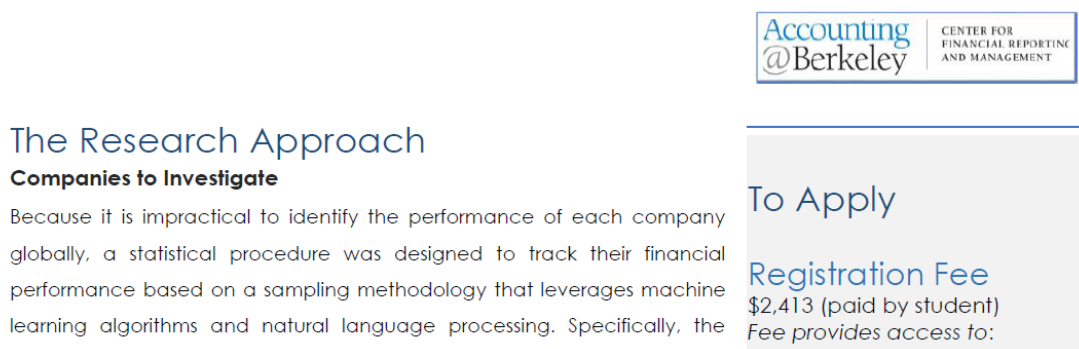 Accounting
@Berkeley
CENTER FOR
FINANCIAL REPORTING
AND MANAGEMENT
The Research Approach
Companies to Investigate
Because it is impractical to identify the performance of each company
globally, a statistical procedure was designed to track their financial
performance based on a sampling methodology that leverages machine
learning algorithms and natural language processing. Specifically, the
To Apply
Registration Fee
$2,413 (paid by student)
Fee provides access to: